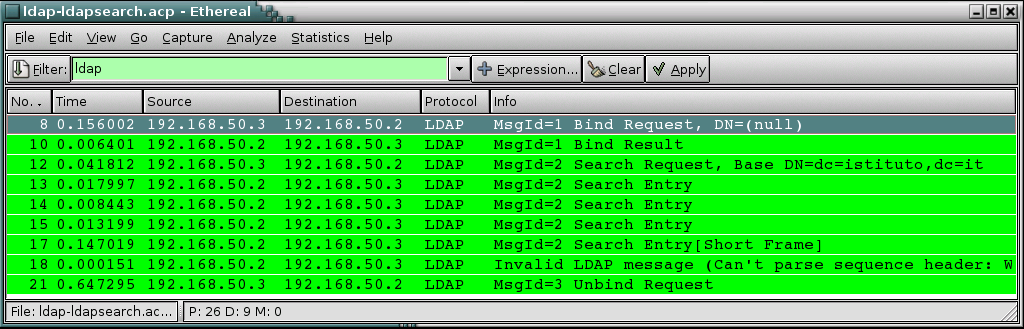 ldap-ldapsearch.acp - Ethereal
File Edit View Go Capture Analyze Statistics Help
Filter: ldap Expression... Clear Apply
No. . Time Source Destination Protocol Info
8 0.156002 192.168.50.3 192.168.50.2 LDAP MsgId=1 Bind Request, DN=(null)
10 0.006401 192.168.50.2 192.168.50.3 LDAP MsgId=1 Bind Result
12 0.041812 192.168.50.3 192.168.50.2 LDAP MsgId=2 Search Request, Base DN=dc=istituto,dc=it
13 0.017997 192.168.50.2 192.168.50.3 LDAP MsgId=2 Search Entry
14 0.008443 192.168.50.2 192.168.50.3 LDAP MsgId=2 Search Entry
15 0.013199 192.168.50.2 192.168.50.3 LDAP MsgId=2 Search Entry
17 0.147019 192.168.50.2 192.168.50.3 LDAP MsgId=2 Search Entry[Short Frame]
18 0.000151 192.168.50.2 192.168.50.3 LDAP Invalid LDAP message (Can't parse sequence header: W
21 0.647295 192.168.50.3 192.168.50.2 LDAP MsgId=3 Unbind Request
File: ldap-ldapsearch.ac... P: 26 D: 9 M: 0